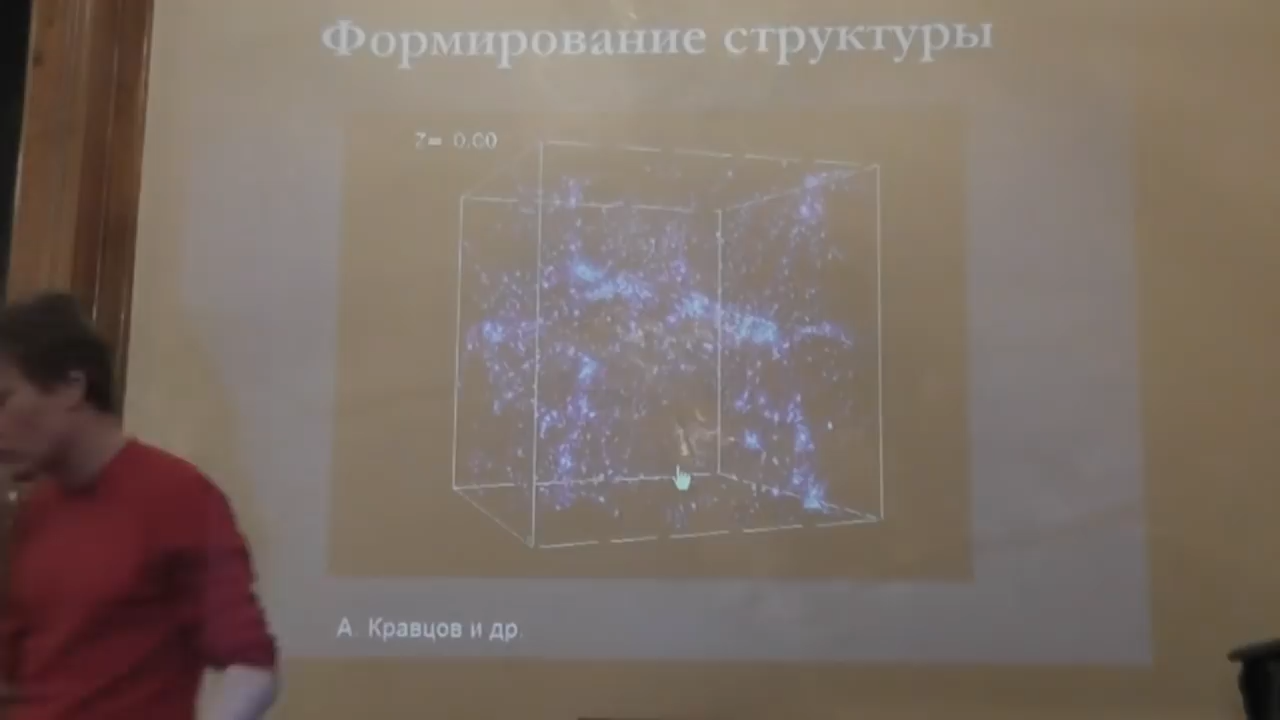 Формирование структуры
Z= 0.00
А. Кравцов и др.